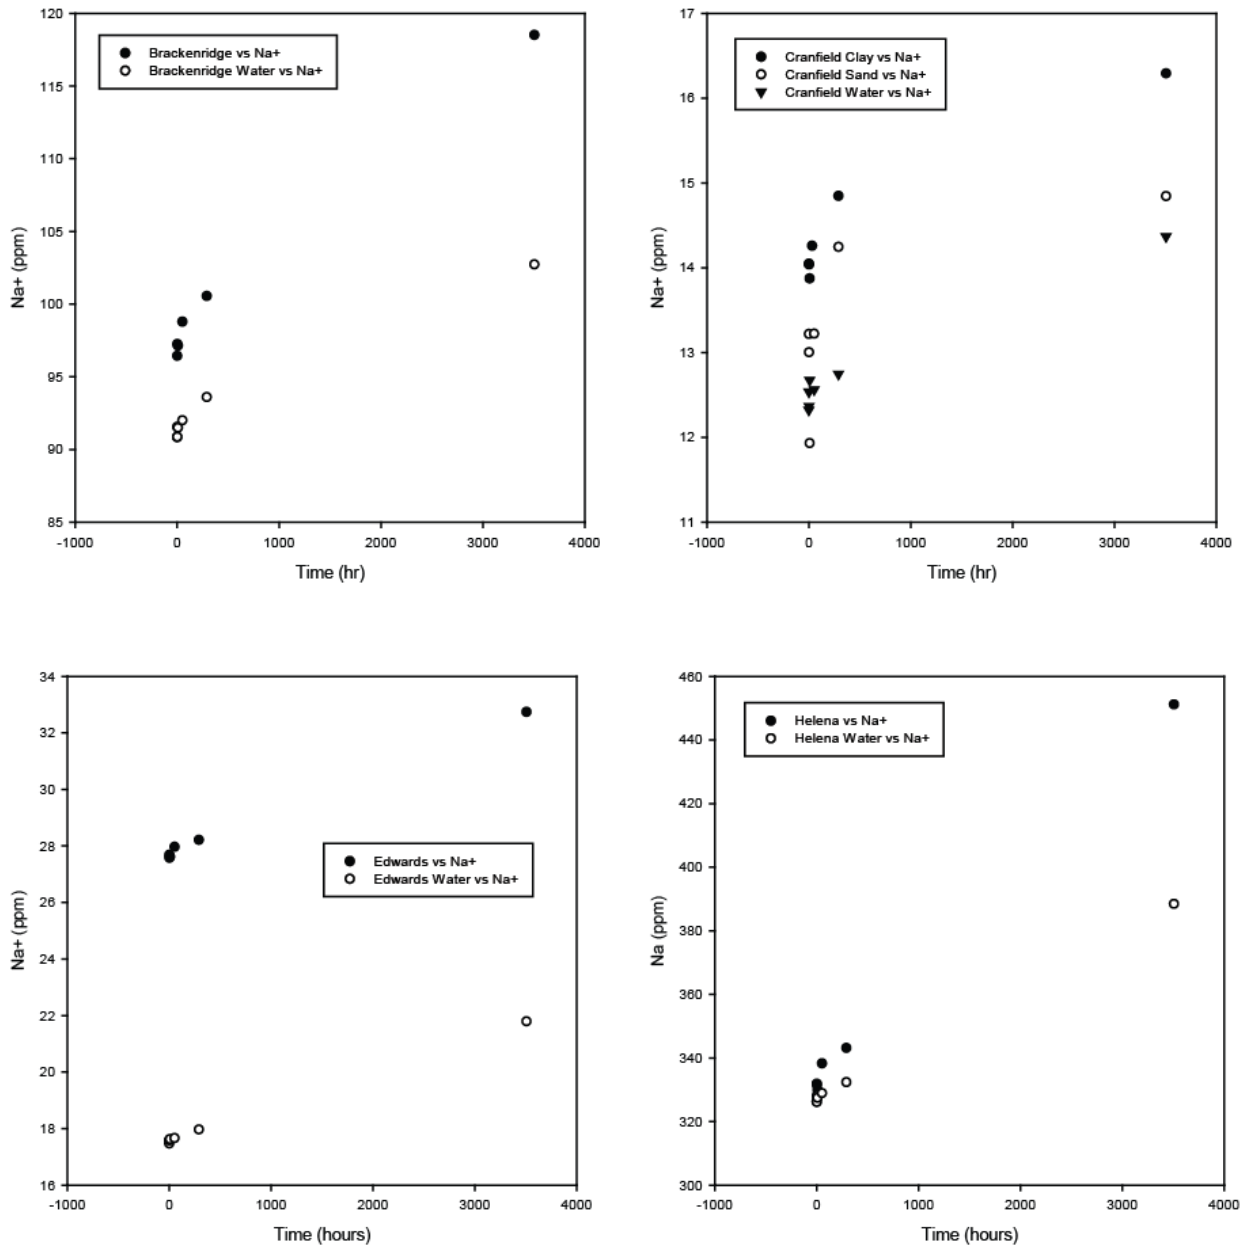 120
115
110
105
100
95
90
85
Na+ (ppm)
Brackenridge vs Na+
Brackenridge Water vs Na+
-1000 0 1000 2000 3000 4000
Time (hr)
17
16
15
14
13
12
11
Na+ (ppm)
Cranfield Clay vs Na+
Cranfield Sand vs Na+
Cranfield Water vs Na+
-1000 0 1000 2000 3000 4000
Time (hr)
34
32
30
28
26
24
22
20
18
16
Na+ (ppm)
Edwards vs Na+
Edwards Water vs Na+
-1000 0 1000 2000 3000 4000
Time (hours)
460
440
420
400
380
360
340
320
300
Na (ppm)
Helena vs Na+
Helena Water vs Na+
-1000 0 1000 2000 3000 4000
Time (hours)